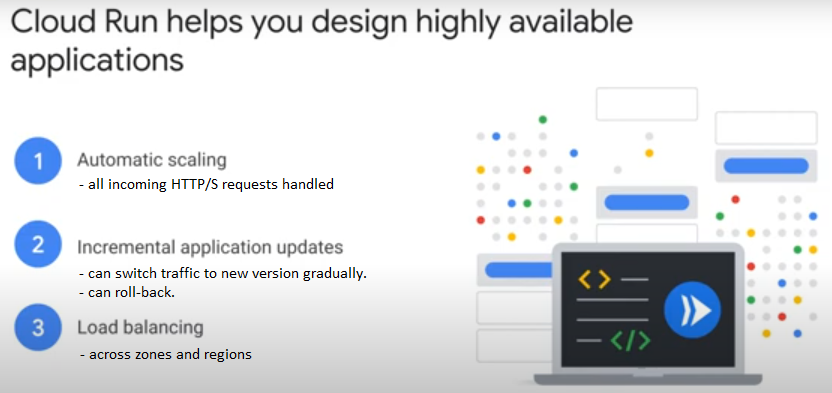 Cloud Run helps you design highly available
applications
1 Automatic scaling
- all incoming HTTP/S requests handled
2 Incremental application updates
- can switch traffic to new version gradually.
- can roll-back.
3 Load balancing
- across zones and regions
< >
</>